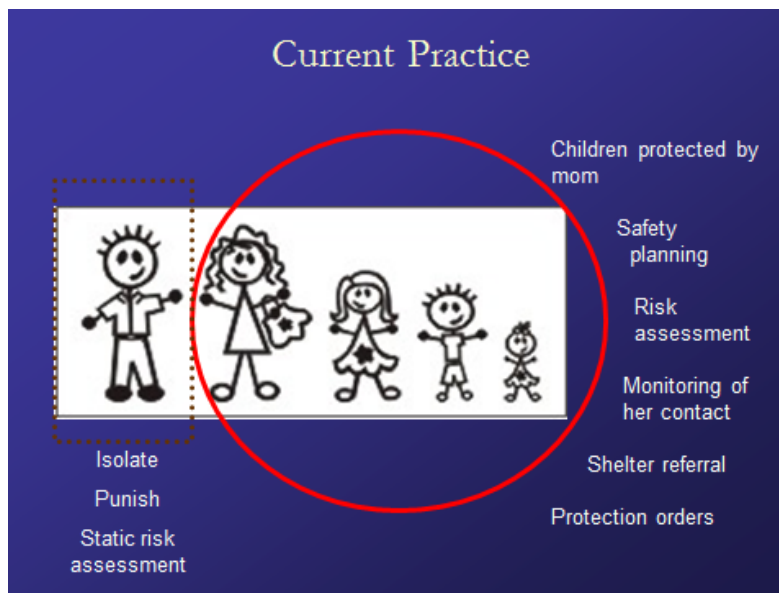 Current Practice
Children protected by
mom
Safety
planning
Risk
assessment
Monitoring of
her contact
Shelter referral
Protection orders
Isolate
Punish
Static risk
assessment